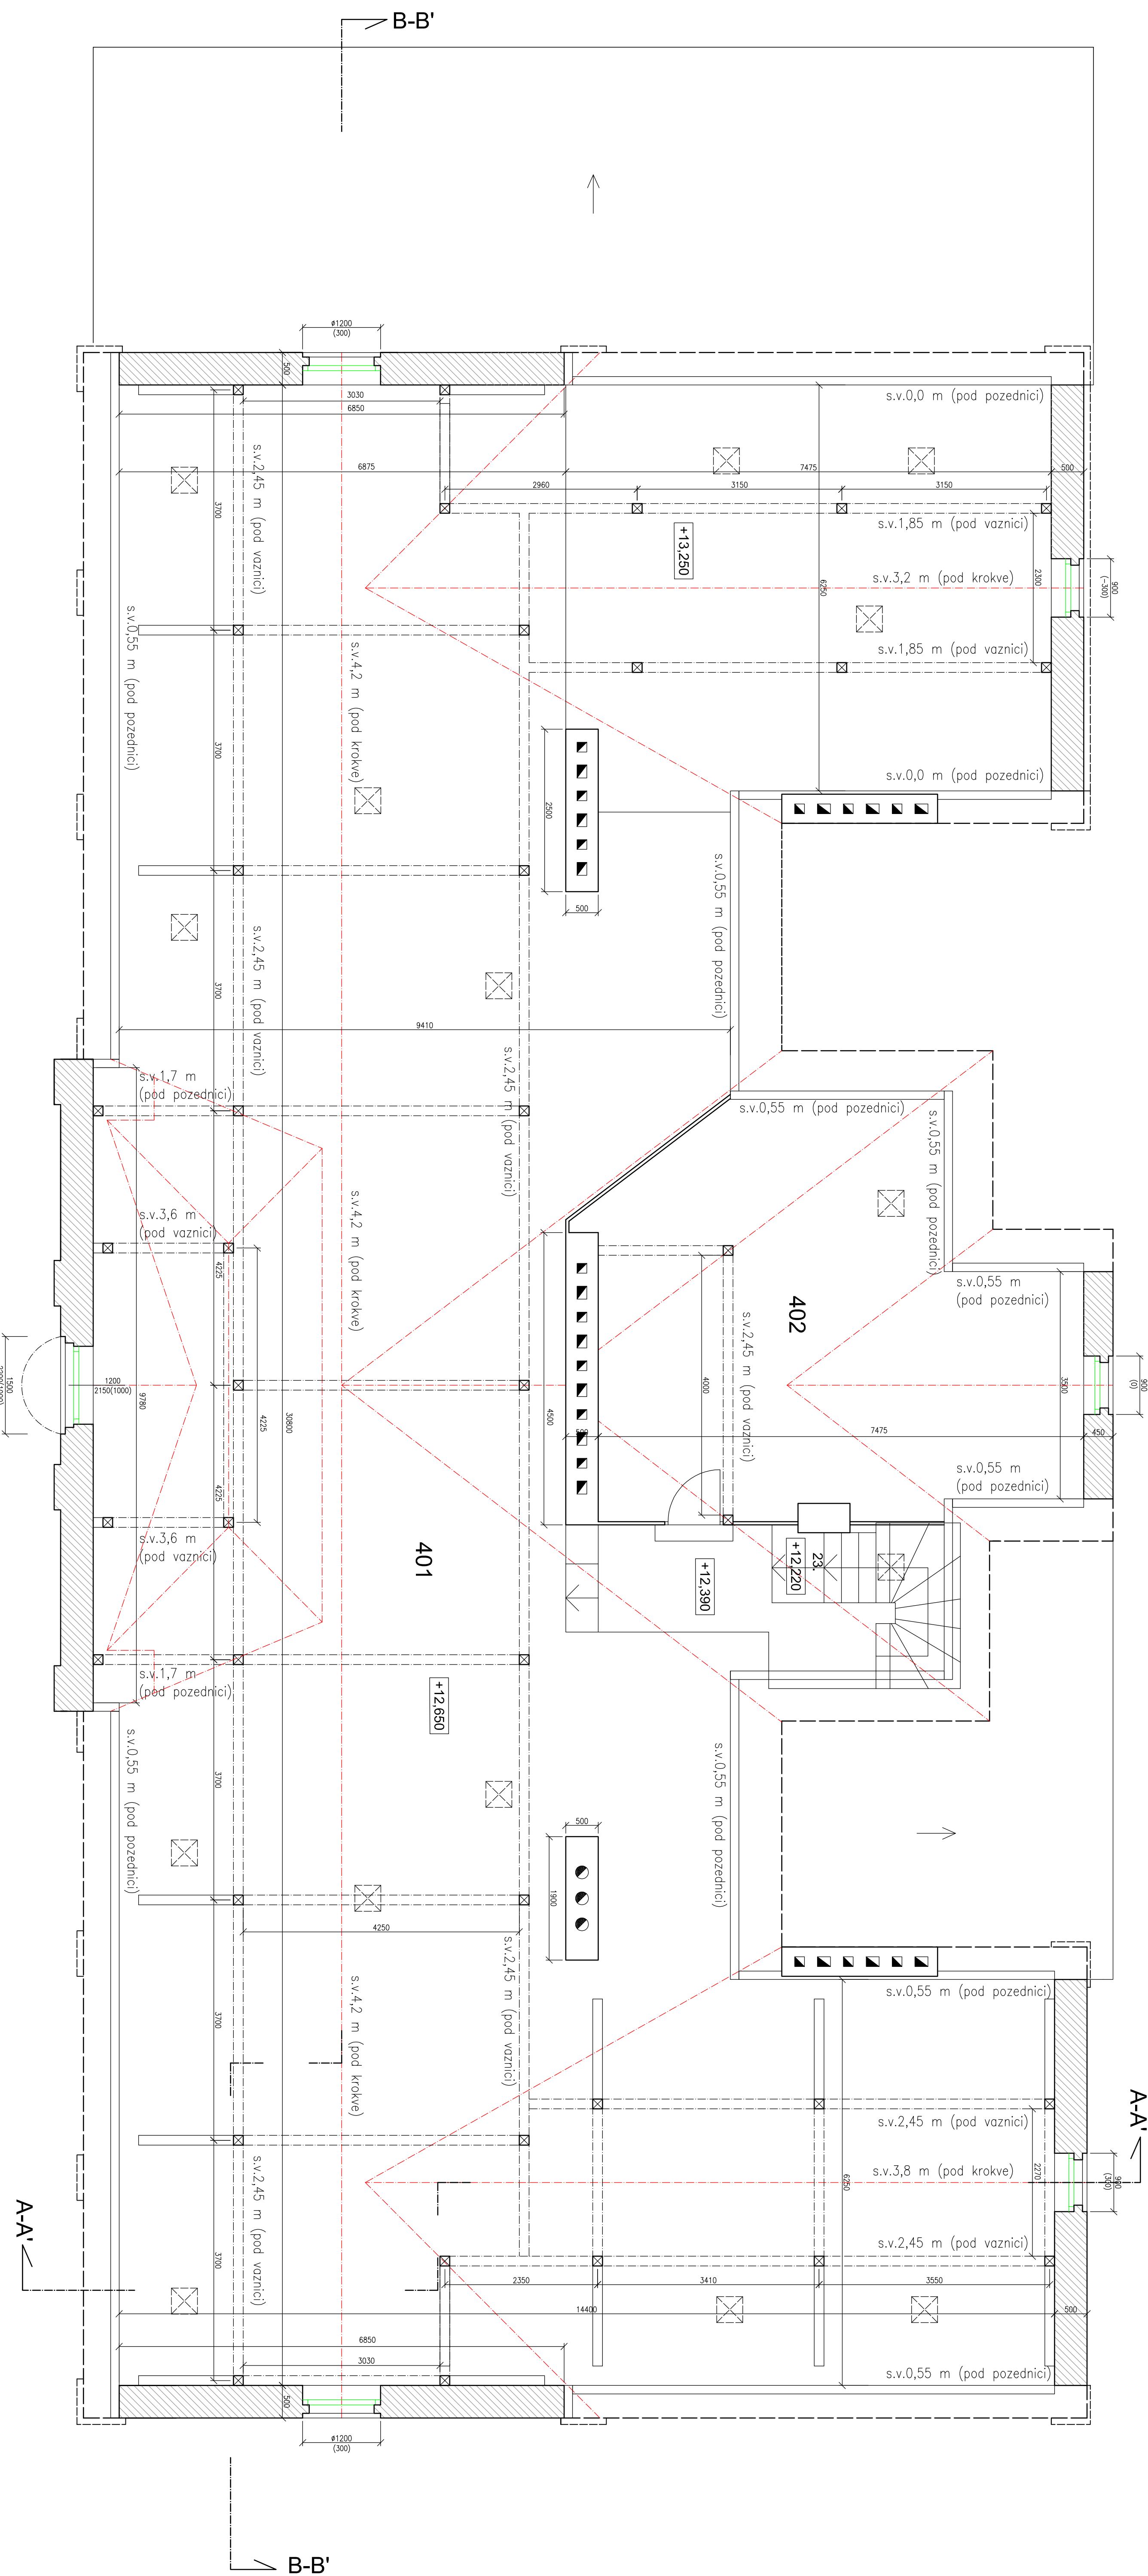 B-B'
ø1200
(300)
500
3030
6850
s.v.0,0 m (pod pozednici)
6875
7475
500
2960
3150
3150
3700
s.v.2,45 m (pod vaznici)
s.v.1,85 m (pod vaznici)
+13,250
2300
900
(-300)
s.v.3,2 m (pod krokve)
6250
s.v.0,55 m (pod pozednici)
s.v.4,2 m (pod krokve)
s.v.1,85 m (pod vaznici)
3700
2500
s.v.0,0 m (pod pozednici)
500
s.v.0,55 m (pod pozednici)
3700
s.v.2,45 m (pod vaznici)
9410
s.v.2,45 m (pod vaznici)
s.v.1,7 m
(pod pozednici)
s.v.0,55 m (pod pozednici)
s.v.0,55 m (pod pozednici)
s.v.3,6 m
(pod vaznici)
4225
s.v.4,2 m (pod krokve)
402
s.v.0,55 m
(pod pozednici)
s.v.2,45 m (pod vaznici)
4000
3500
900
(0)
1500
1200
2150(1000)
9780
30800
4225
4500
500
7475
450
4225
s.v.0,55 m
(pod pozednici)
s.v.3,6 m
(pod vaznici)
401
+12,390
+12,220
23.
s.v.1,7 m
(pod pozednici)
+12,650
s.v.0,55 m (pod pozednici)
3700
s.v.0,55 m (pod pozednici)
500
1900
4250
s.v.2,45 m (pod vaznici)
s.v.0,55 m (pod pozednici)
3700
s.v.4,2 m (pod krokve)
A-A'
s.v.2,45 m (pod vaznici)
2270
6250
s.v.3,8 m (pod krokve)
900
(300)
A-A'
3700
s.v.2,45 m (pod vaznici)
s.v.2,45 m (pod vaznici)
2350
3410
3550
14400
500
6850
3030
s.v.0,55 m (pod pozednici)
500
ø1200
(300)
B-B'